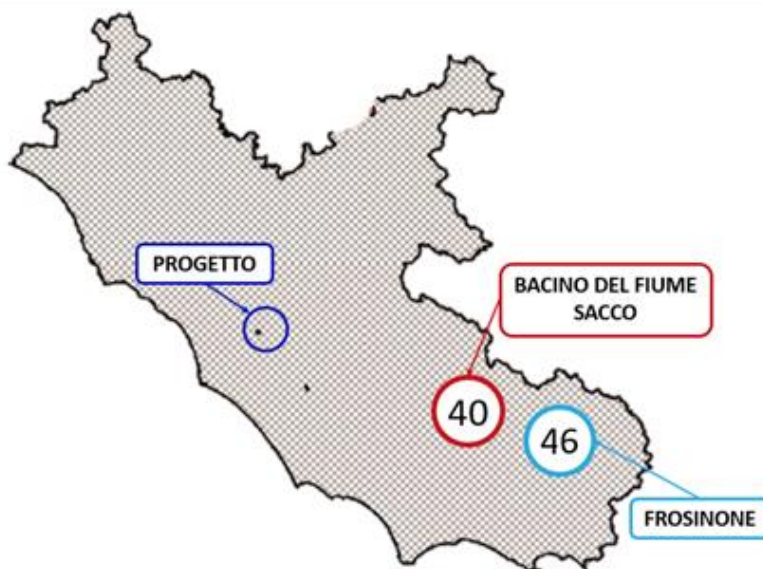 PROGETTO
BACINO DEL FIUME
SACCO
40
46
FROSINONE